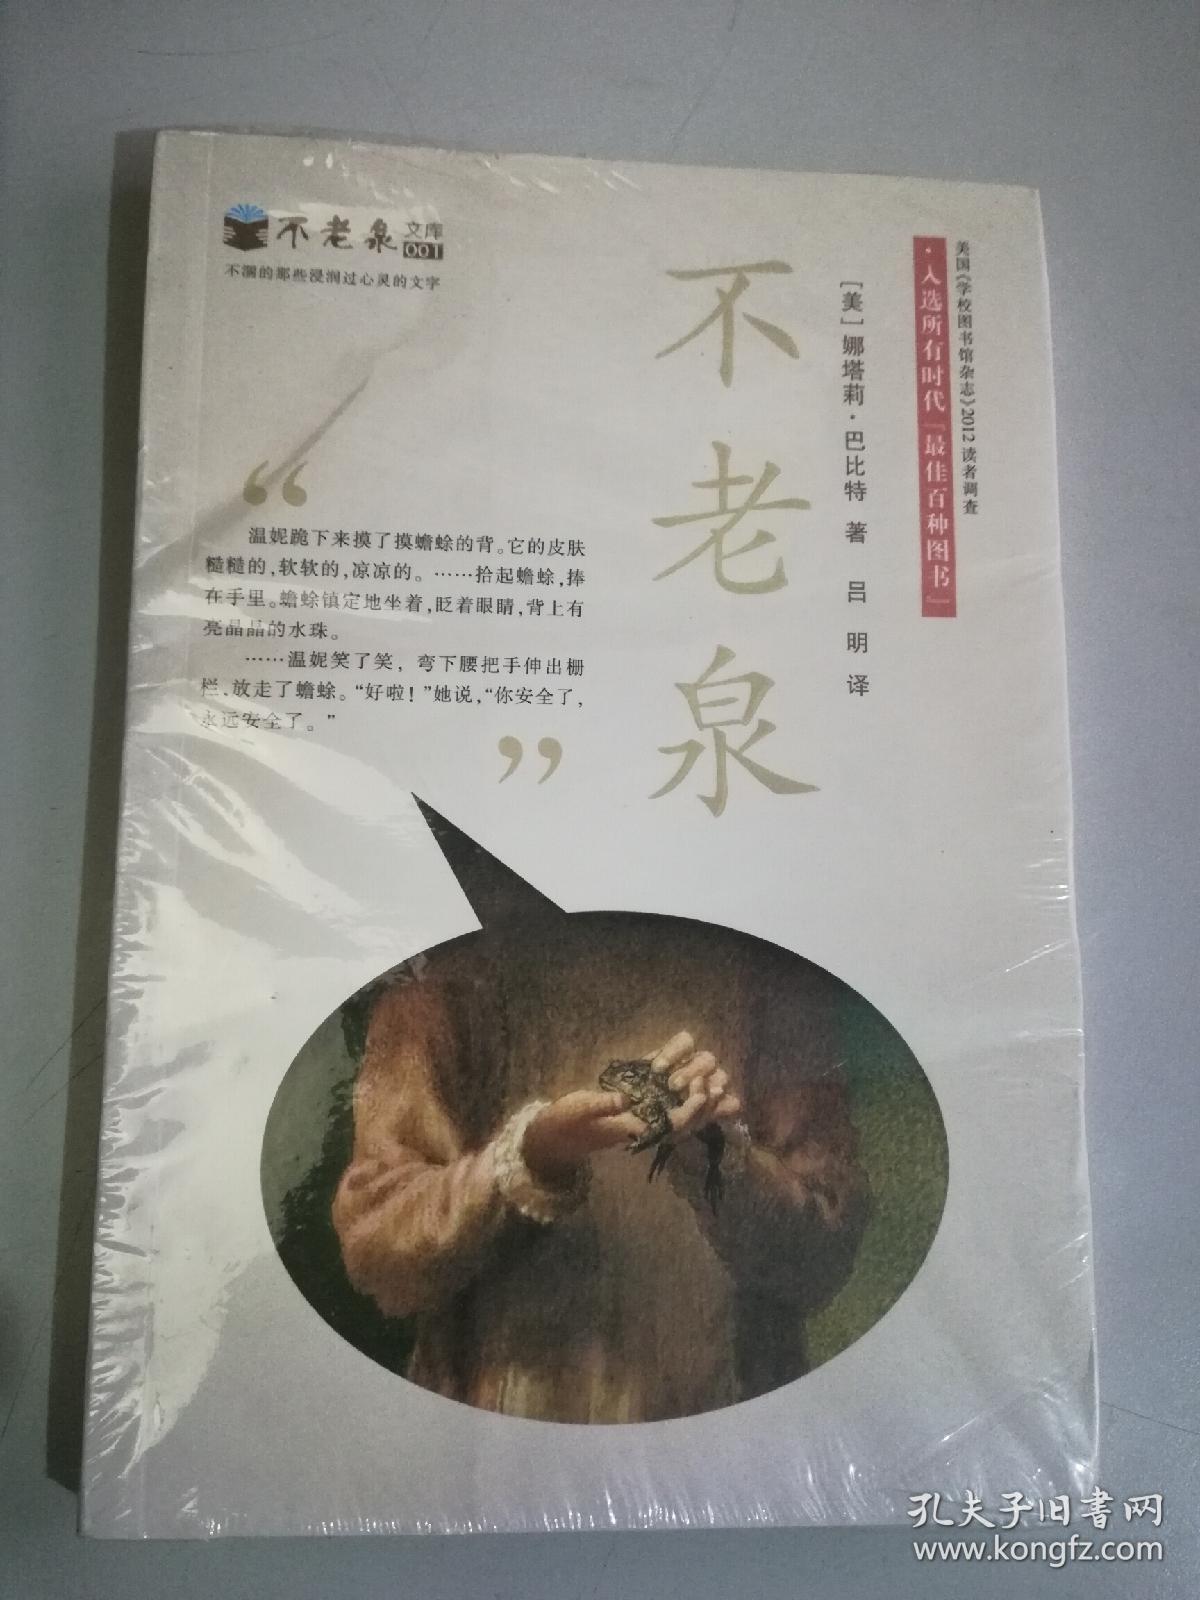 不老泉文库
001
不涸的那些浸润过心灵的文字
美国《学校图书馆杂志》2012读者调查
·入选所有时代「最佳百种图书」
[美]娜塔莉·巴比特 著 吕 明 译
不老泉
“
温妮跪下来摸了摸蟾蜍的背。它的皮肤
糙糙的,软软的,凉凉的。……拾起蟾蜍,捧
在手里。蟾蜍镇定地坐着,眨着眼睛,背上有
亮晶晶的水珠。
……温妮笑了笑，弯下腰把手伸出栅
栏、放走了蟾蜍。“好啦！”她说,“你安全了,
永远安全了。”
”
孔夫子旧书网
www.kongfz.com